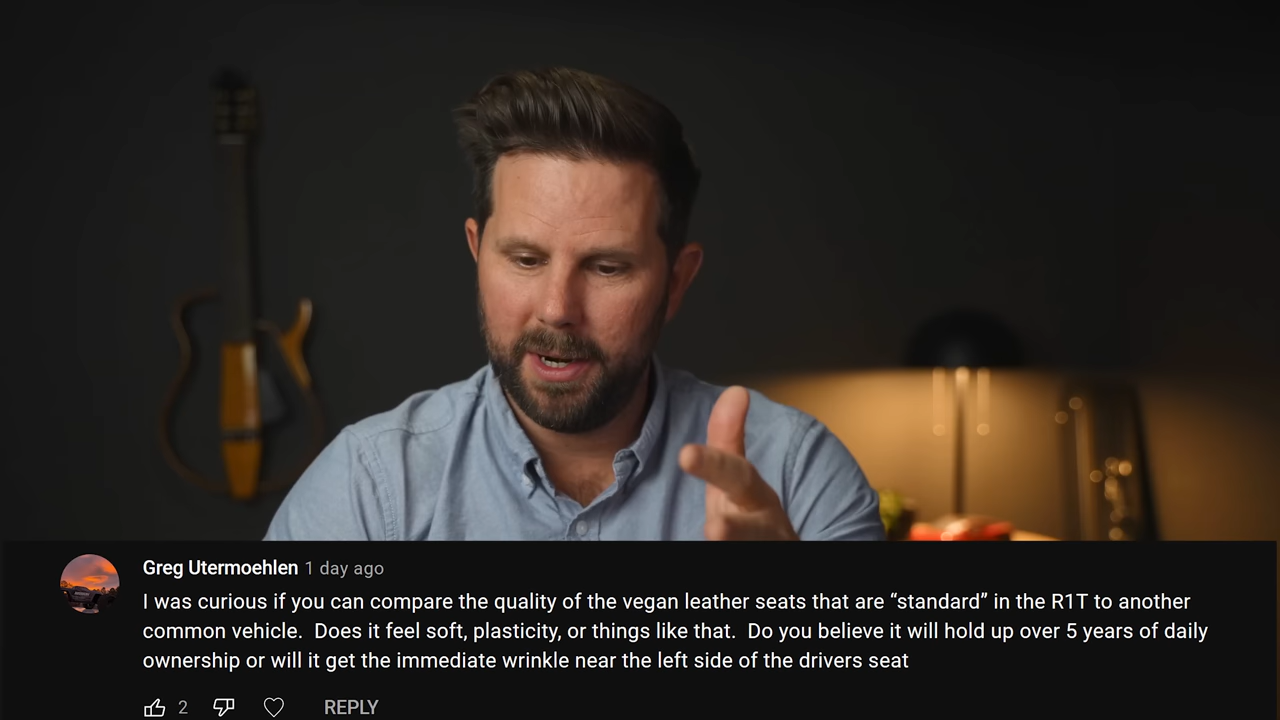 Greg Utermoehlen 1 day ago
I was curious if you can compare the quality of the vegan leather seats that are “standard” in the R1T to another
common vehicle.  Does it feel soft, plasticity, or things like that.  Do you believe it will hold up over 5 years of daily
ownership or will it get the immediate wrinkle near the left side of the drivers seat
2 REPLY